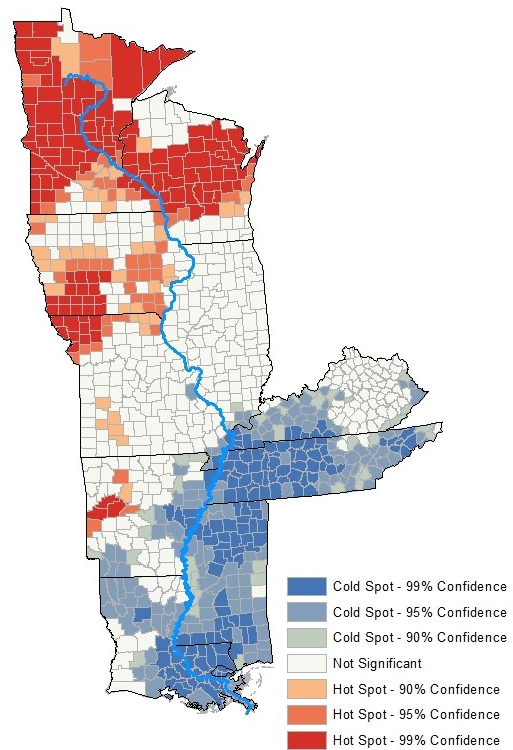 Cold Spot - 99% Confidence
Cold Spot - 95% Confidence
Cold Spot - 90% Confidence
Not Significant
Hot Spot - 90% Confidence
Hot Spot - 95% Confidence
Hot Spot - 99% Confidence